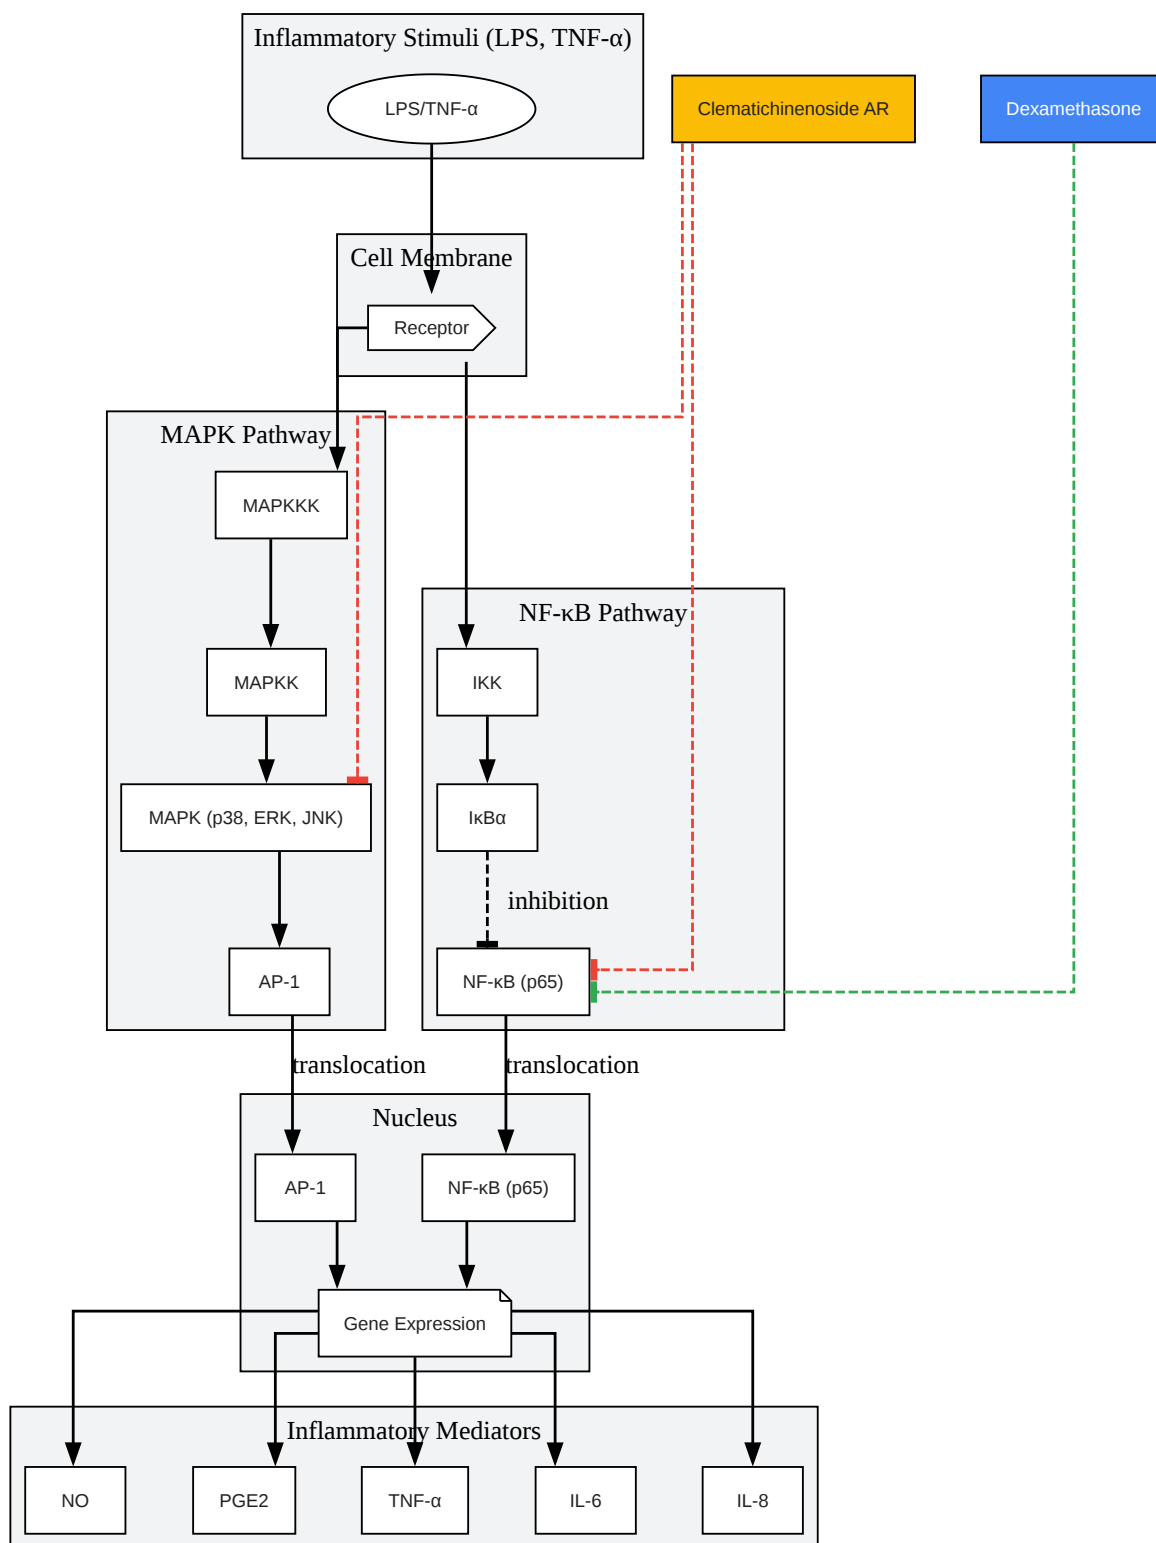 Inflammatory Stimuli (LPS, TNF-α)
LPS/TNF-α
Clematichinenoside AR
Dexamethasone
Cell Membrane
Receptor
MAPK Pathway
MAPKKK
NF-κB Pathway
MAPKK
IKK
MAPK (p38, ERK, JNK)
IκBα
inhibition
AP-1
NF-κB (p65)
translocation
translocation
Nucleus
AP-1
NF-κB (p65)
Gene Expression
Inflammatory Mediators
NO
PGE2
TNF-α
IL-6
IL-8